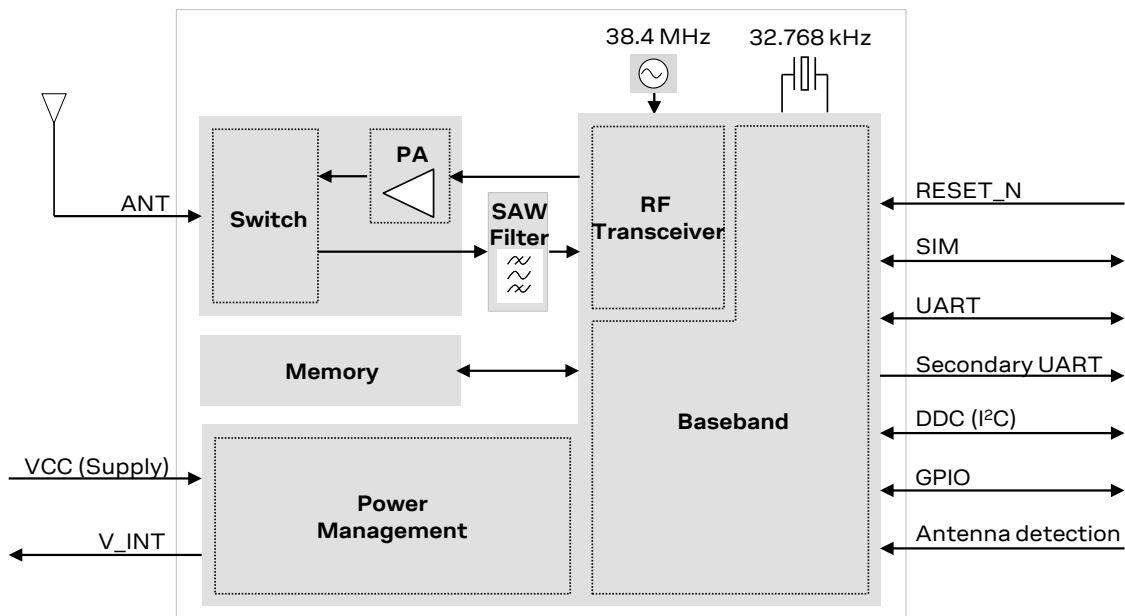 38.4 MHz
32.768 kHz
PA
ANT
Switch
SAW
Filter
RF
Transceiver
RESET_N
SIM
UART
Memory
Secondary UART
Baseband
DDC (I²C)
VCC (Supply)
GPIO
Power
Management
V_INT
Antenna detection